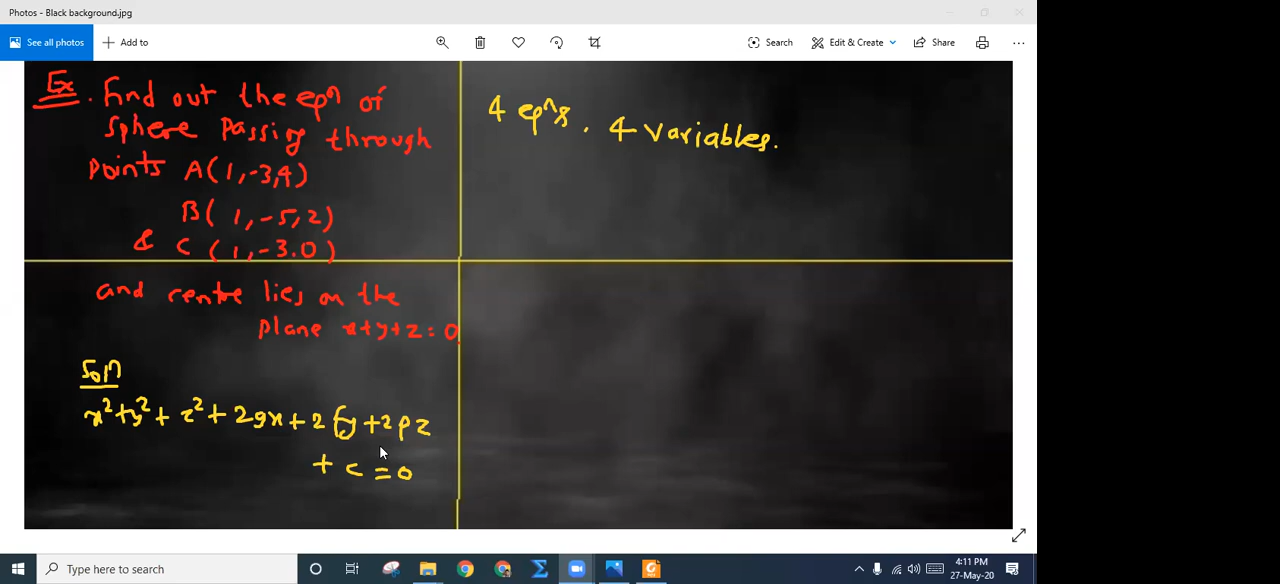 Photos - Black background.jpg
See all photos
Add to
Search
Edit & Create
Share
Ex. Find out the eqn of
sphere passing through
points A(1,-3,4)
B(1,-5,2)
& C (1,-3.0)
and centre lies on the
plane x+y+z=0
Soln
x²+y²+z²+2gx+2fy+2pz
+c=0
4 eqns. 4 variables.
Type here to search
4:11 PM
27-May-20